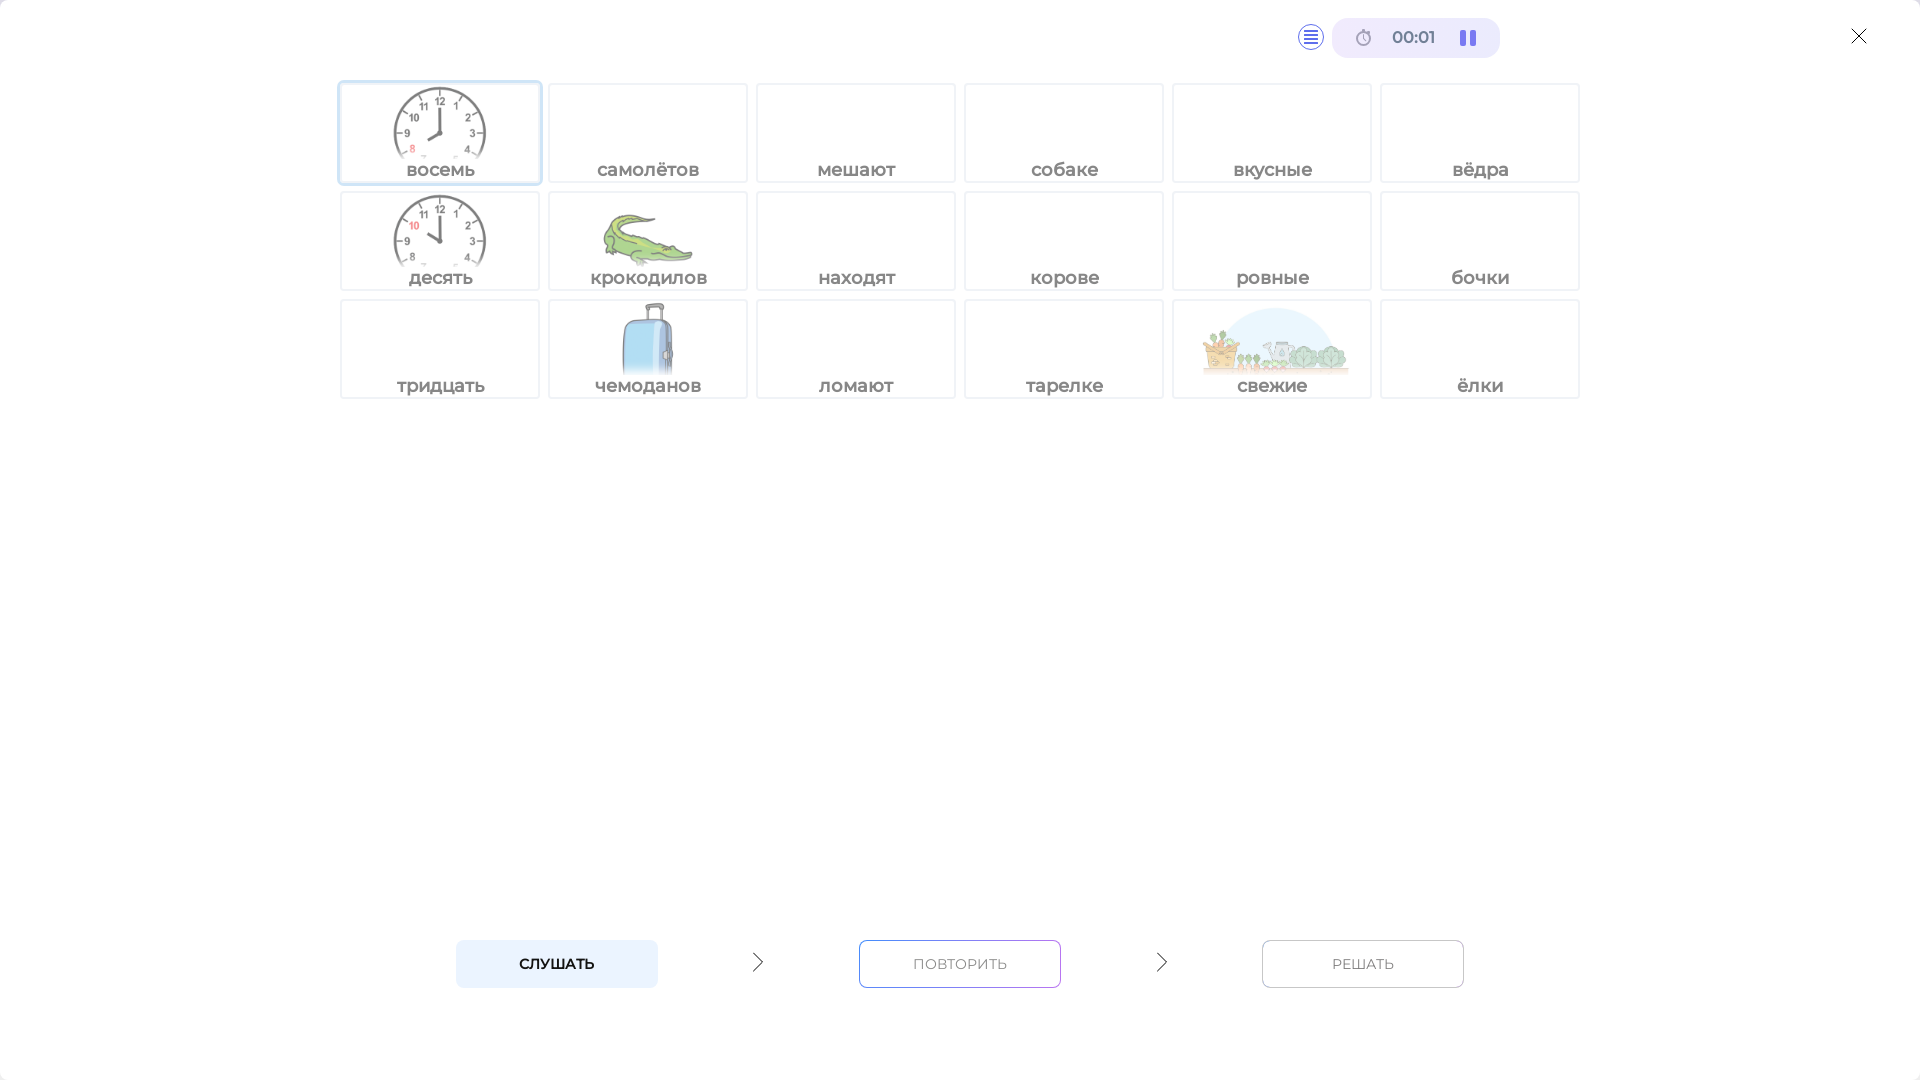 00:01
восемь самолётов мешают собаке вкусные вёдра
десять крокодилов находят корове ровные бочки
тридцать чемоданов ломают тарелке свежие ёлки
СЛУШАТЬ ПОВТОРИТЬ РЕШАТЬ